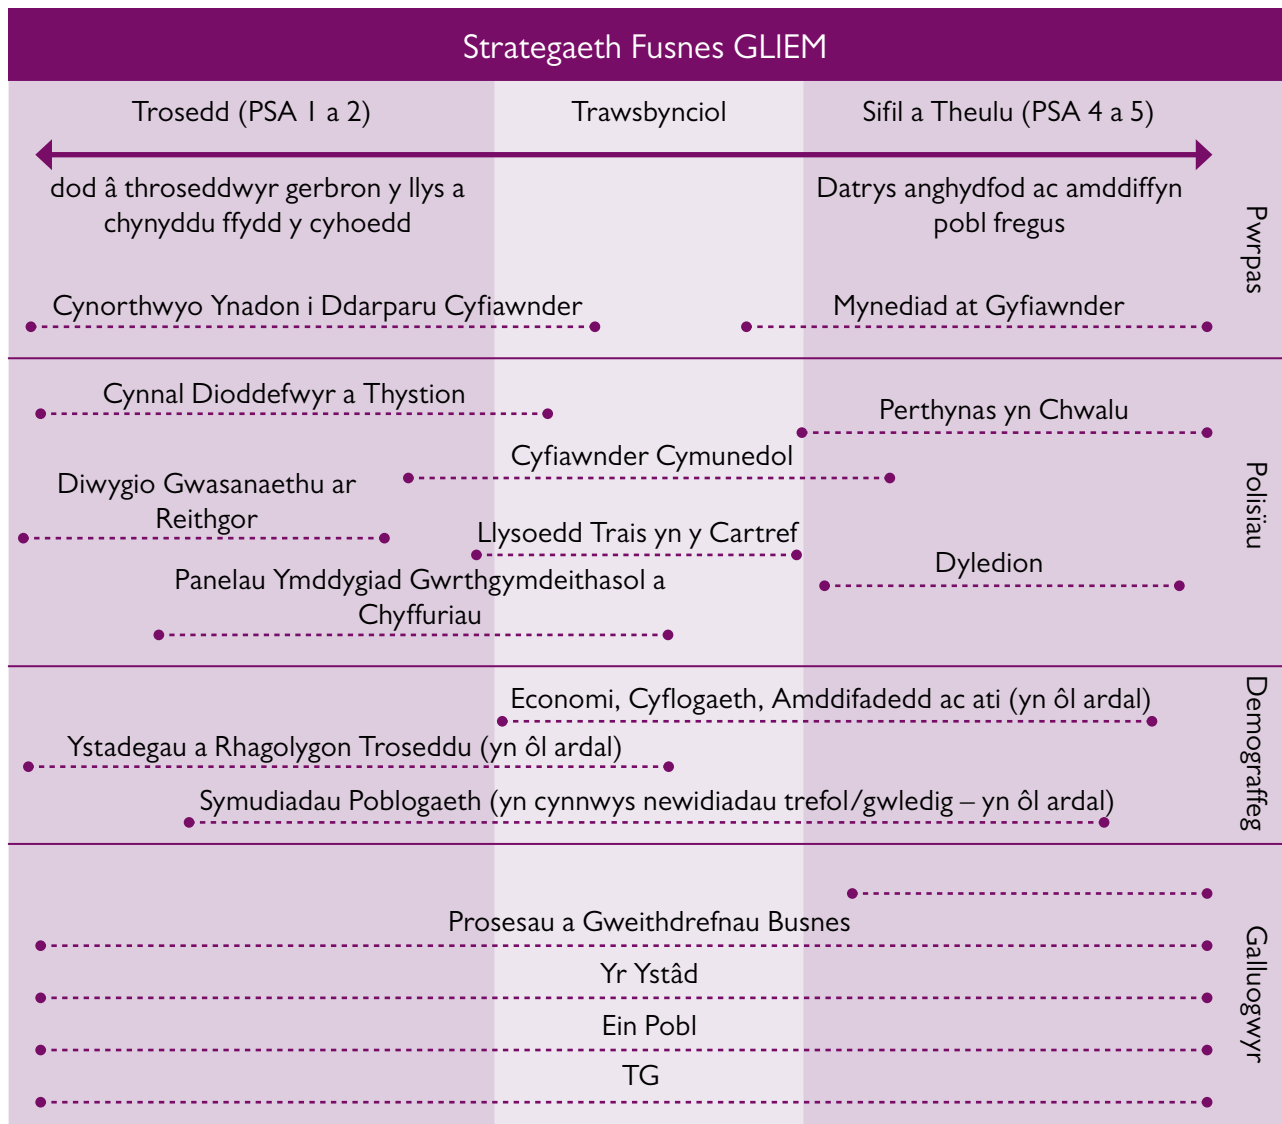 Strategaeth Fusnes GLlEM
Trosedd (PSA 1 a 2)
Trawsbynciol
Sifil a Theulu (PSA 4 a 5)
dod â throseddwyr gerbron y llys a
chynyddu ffydd y cyhoedd
Datrys anghydfod ac amddiffyn
pobl fregus
Pwrpas
Cynorthwyo Ynadon i Ddarparu Cyfiawnder
Mynediad at Gyfiawnder
Cynnal Dioddefwyr a Thystion
Perthynas yn Chwalu
Cyfiawnder Cymunedol
Polisïau
Diwygio Gwasanaethu ar
Reithgor
Llysoedd Trais yn y Cartref
Dyledion
Panelau Ymddygiad Gwrthgymdeithasol a
Chyffuriau
Demograffeg
Economi, Cyflogaeth, Amddifadedd ac ati (yn ôl ardal)
Ystadegau a Rhagolygon Troseddu (yn ôl ardal)
Symudiadau Poblogaeth (yn cynnwys newidiadau trefol/gwledig – yn ôl ardal)
Prosesau a Gweithdrefnau Busnes
Galluogwyr
Yr Ystâd
Ein Pobl
TG